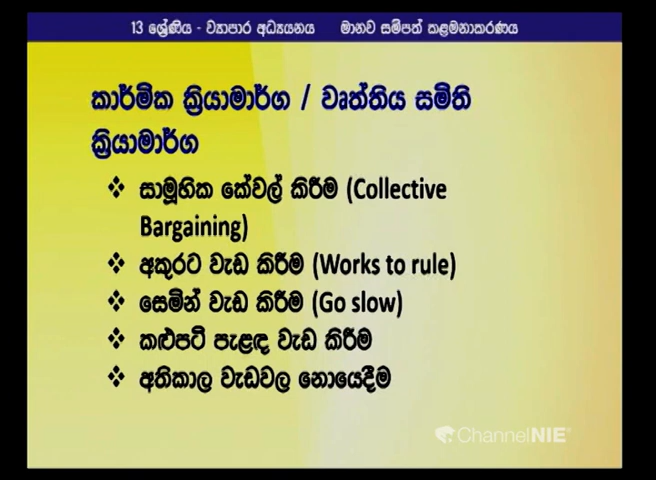 13 ශ්‍රේණිය - ව්‍යාපාර අධ්‍යයනය මානව සම්පත් කළමනාකරණය
කාර්මික ක්‍රියාමාර්ග / වෘත්තීය සමිති
ක්‍රියාමාර්ග
❖ සාමූහික කේවල් කිරීම (Collective
Bargaining)
❖ අකුරට වැඩ කිරීම (Works to rule)
❖ සෙමින් වැඩ කිරීම (Go slow)
❖ කළුපටි පැළඳ වැඩ කිරීම
❖ අතිකාල වැඩවල නොයෙදීම
ChannelNIE